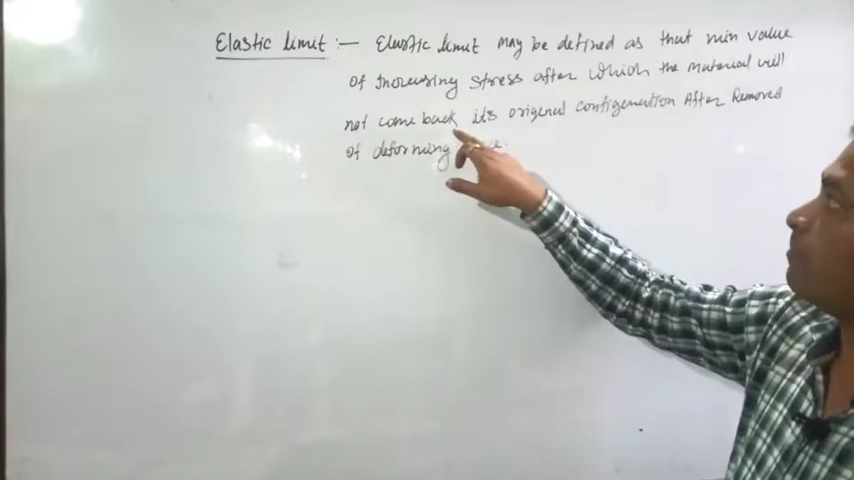 Elastic limit :— Elastic limit may be defined as that min value
of Increasing stress after which the material will
not come back its original configeration After Removed
of deforming